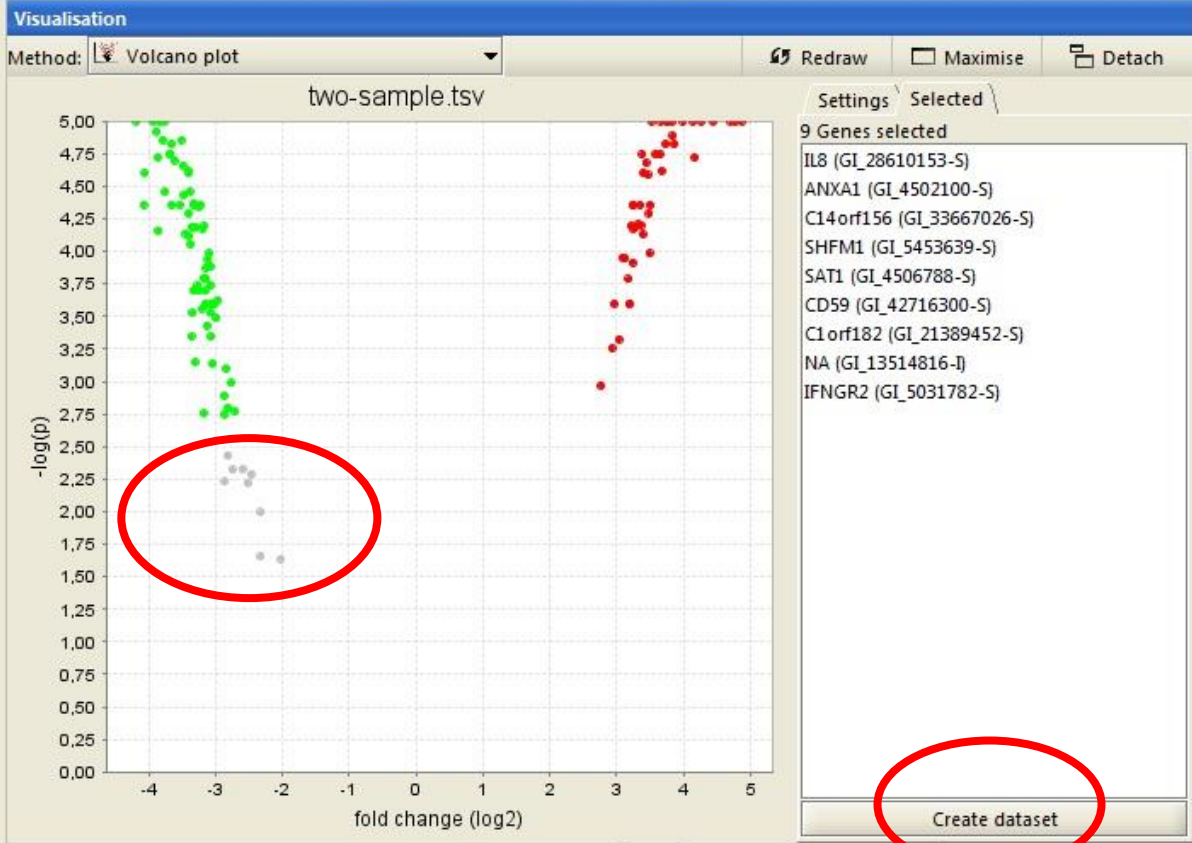 Visualisation
Method: Volcano plot Redraw Maximise Detach
two-sample.tsv
Settings Selected
9 Genes selected
IL8 (GI_28610153-S)
ANXA1 (GI_4502100-S)
C14orf156 (GI_33667026-S)
SHFM1 (GI_5453639-S)
SAT1 (GI_4506788-S)
CD59 (GI_42716300-S)
C1orf182 (GI_21389452-S)
NA (GI_13514816-I)
IFNGR2 (GI_5031782-S)
5,00
4,75
4,50
4,25
4,00
3,75
3,50
3,25
3,00
2,75
2,50
2,25
2,00
1,75
1,50
1,25
1,00
0,75
0,50
0,25
0,00
-log(p)
-4 -3 -2 -1 0 1 2 3 4 5
fold change (log2)
Create dataset